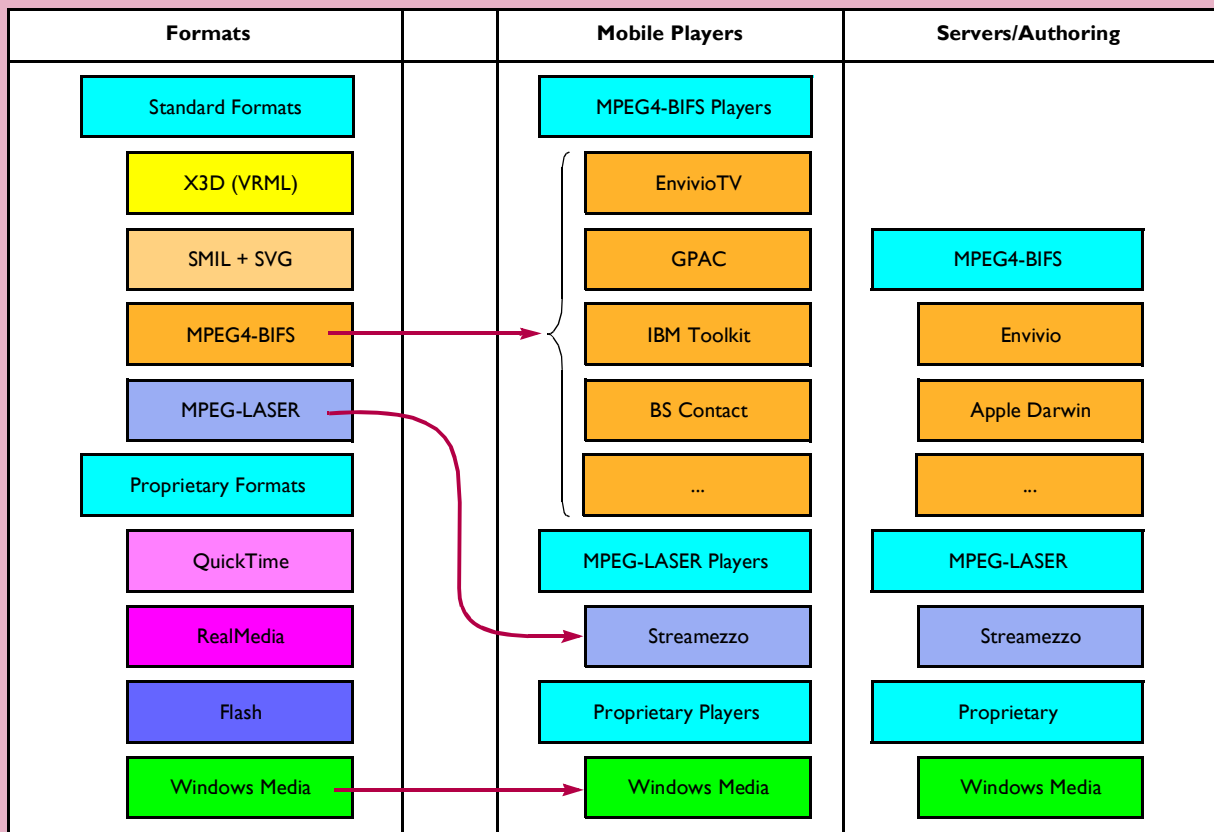 Formats
Mobile Players
Servers/Authoring
Standard Formats
X3D (VRML)
SMIL + SVG
MPEG4-BIFS
MPEG-LASER
Proprietary Formats
QuickTime
RealMedia
Flash
Windows Media
MPEG4-BIFS Players
EnvivioTV
GPAC
IBM Toolkit
BS Contact
...
MPEG-LASER Players
Streamezzo
Proprietary Players
Windows Media
MPEG4-BIFS
Envivio
Apple Darwin
...
MPEG-LASER
Streamezzo
Proprietary
Windows Media